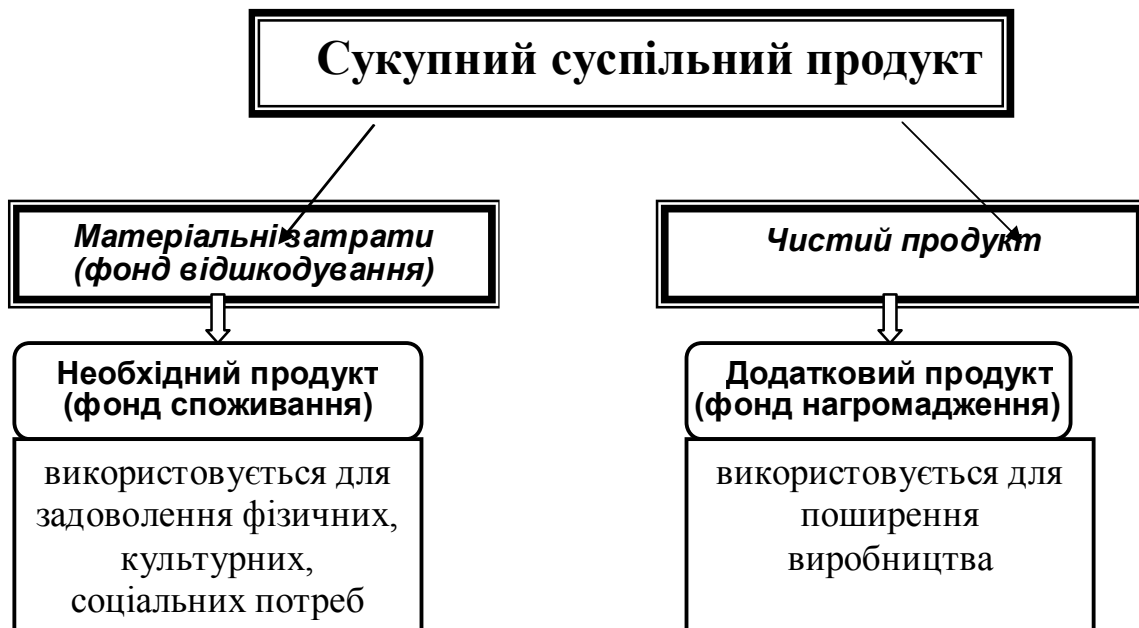 Сукупний суспільний продукт
Матеріальні затрати
(фонд відшкодування)
Чистий продукт
Необхідний продукт
(фонд споживання)
Додатковий продукт
(фонд нагромадження)
використовується для
задоволення фізичних,
культурних,
соціальних потреб
використовується для
поширення
виробництва